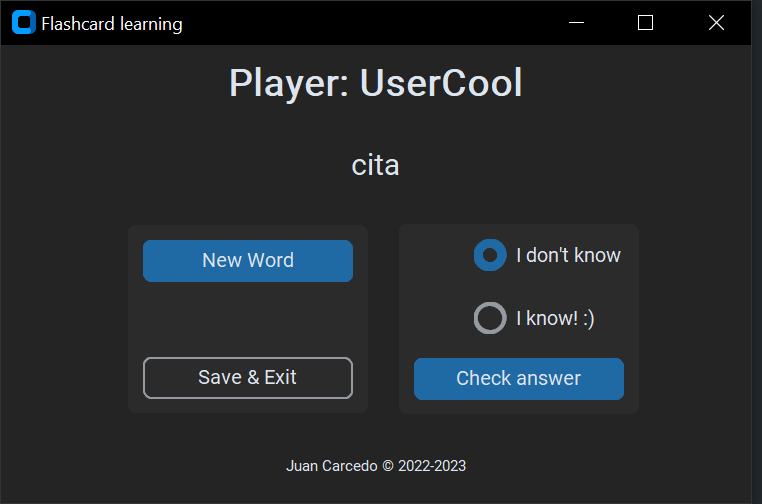 Flashcard learning
Player: UserCool
cita
New Word
I don't know
I know! :)
Save & Exit
Check answer
Juan Carcedo © 2022-2023